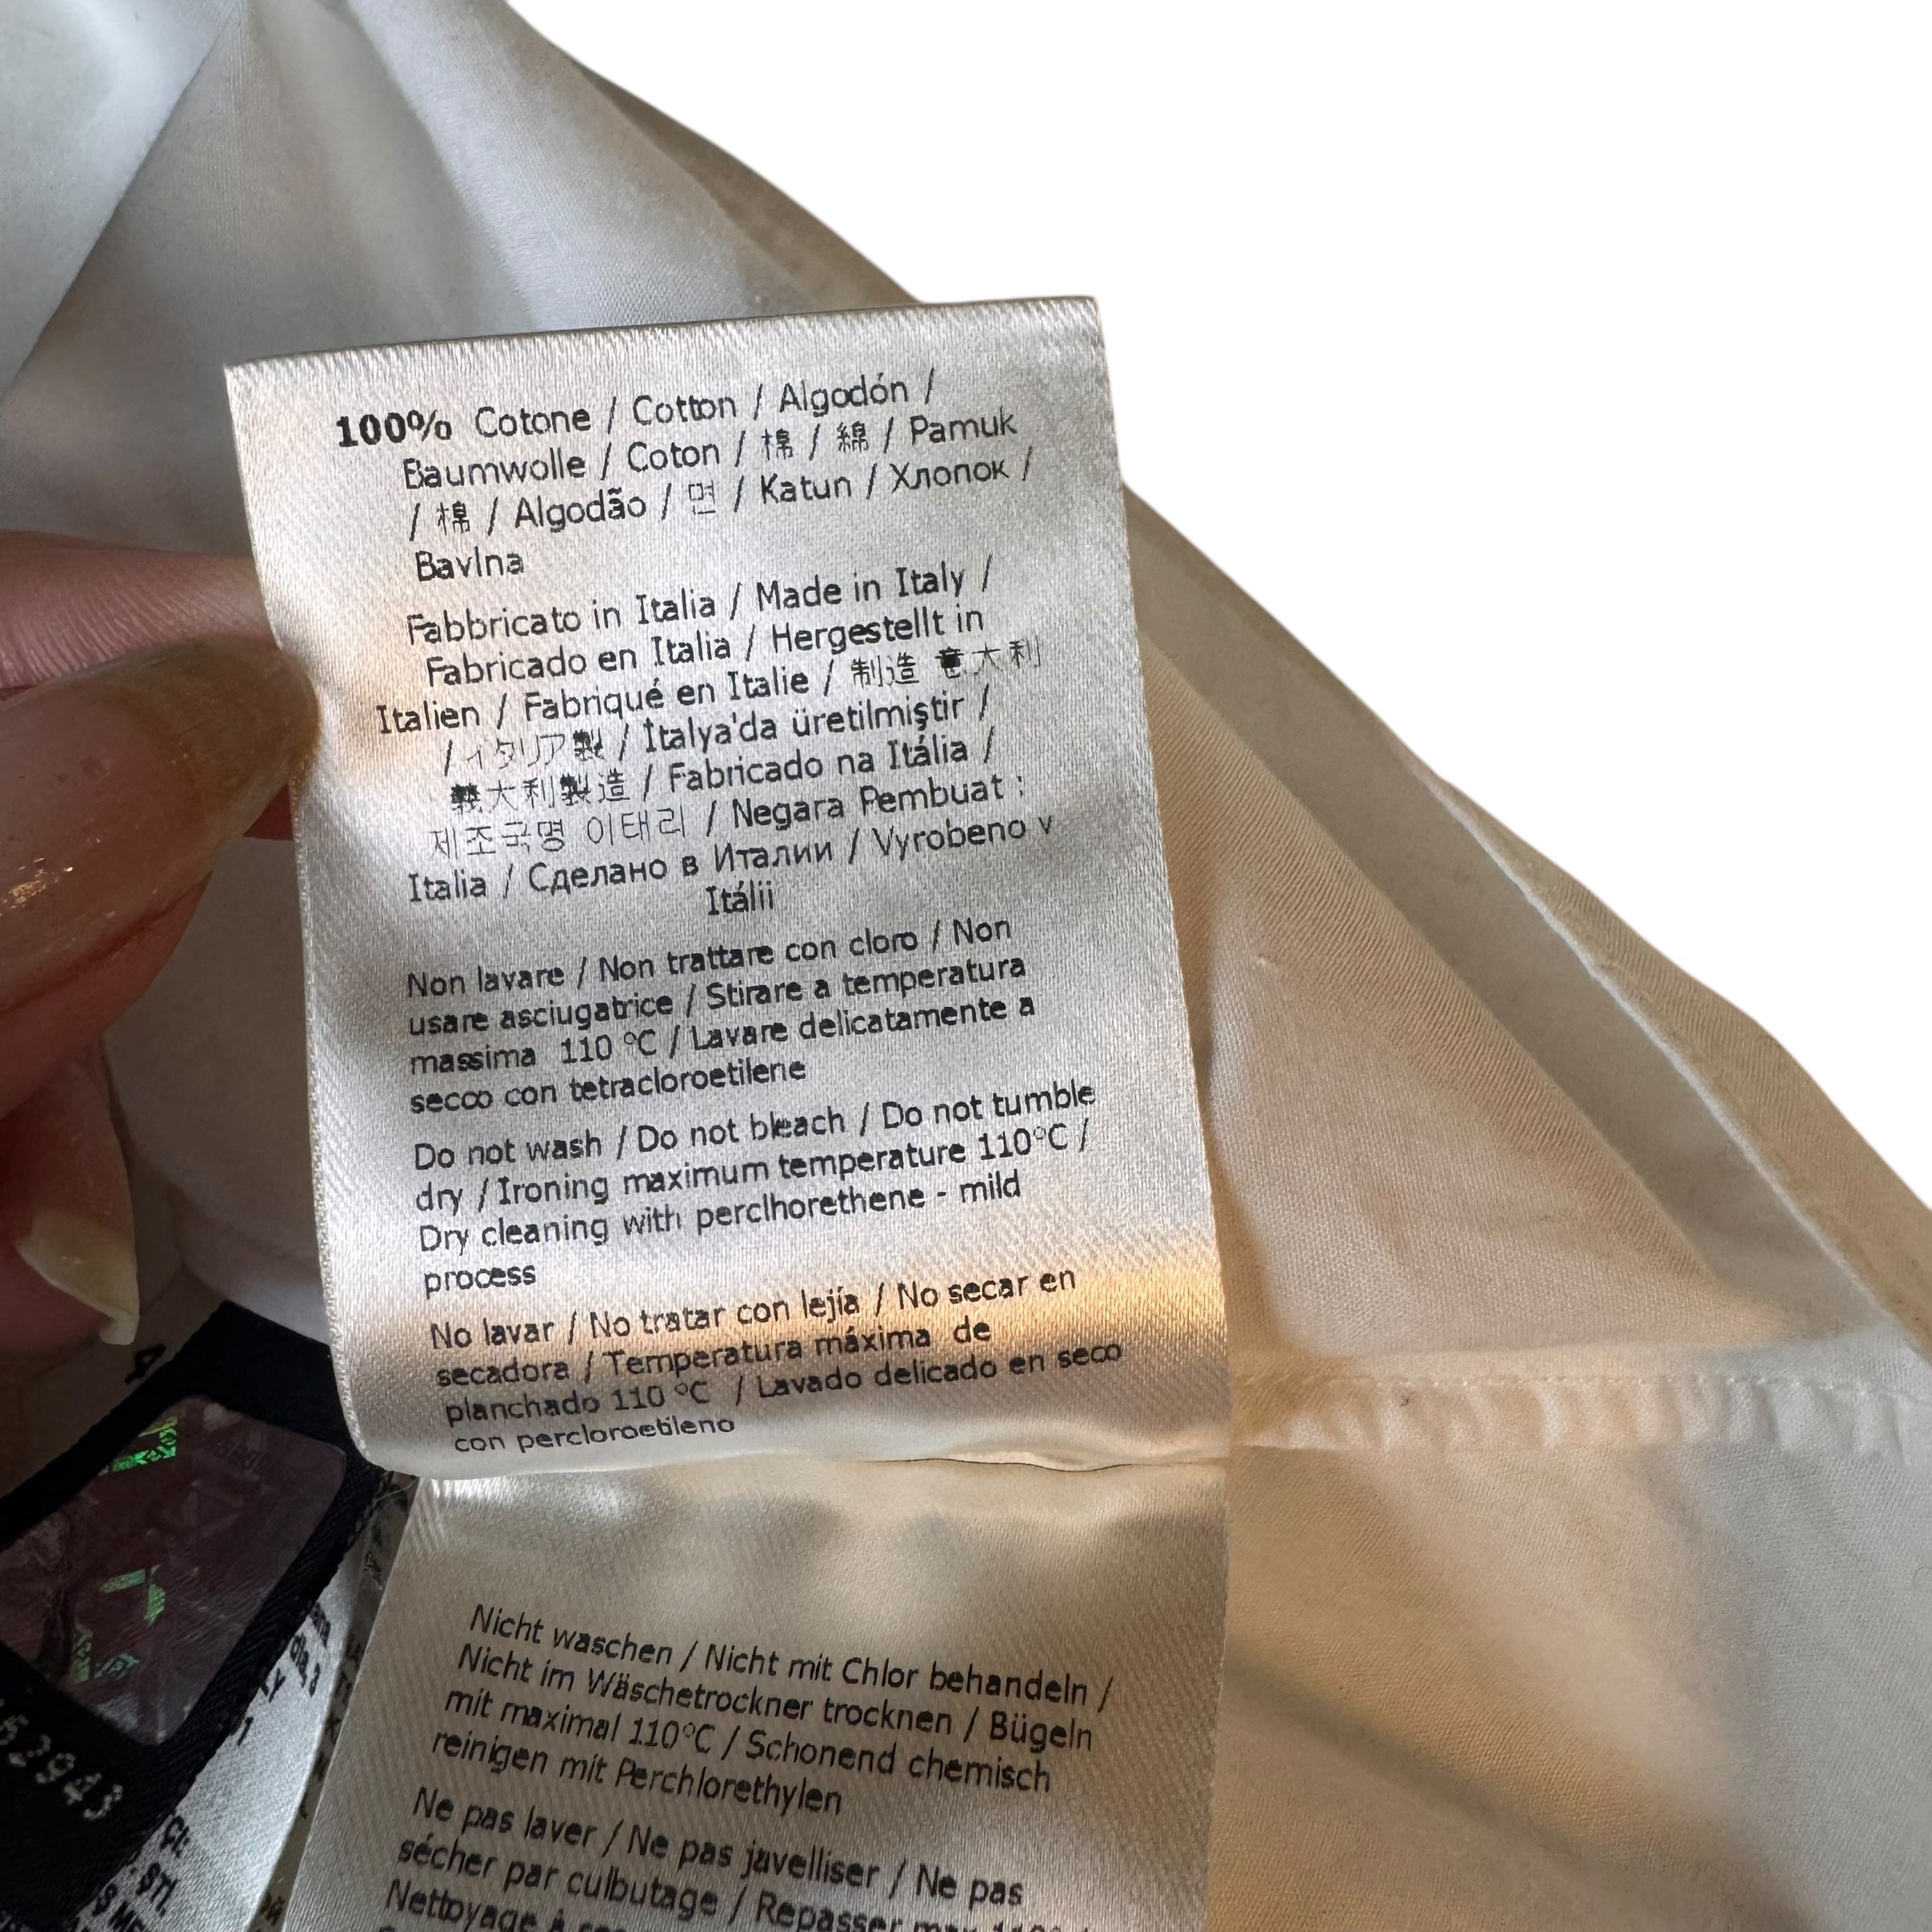 100% Cotone / Cotton / Algodón /
Baumwolle / Coton / 棉 / 綿 / Pamuk
/ 棉 / Algodão / 면 / Katun / Хлопок /
Bavlna
Fabbricato in Italia / Made in Italy /
Fabricado en Italia / Hergestellt in
Italien / Fabriqué en Italie / 制造 意大利
/ イタリア製 / İtalya'da üretilmiştir /
義大利製造 / Fabricado na Itália /
제조국명 이태리 / Negara Pembuat :
Italia / Сделано в Италии / Vyrobeno v
Itálii
Non lavare / Non trattare con cloro / Non
usare asciugatrice / Stirare a temperatura
massima 110 °C / Lavare delicatamente a
secco con tetracloroetilene
Do not wash / Do not bleach / Do not tumble
dry / Ironing maximum temperature 110°C /
Dry cleaning with perclhorethene - mild
process
No lavar / No tratar con lejía / No secar en
secadora / Temperatura máxima de
planchado 110 °C / Lavado delicado en seco
con percloroetileno
Nicht waschen / Nicht mit Chlor behandeln /
Nicht im Wäschetrockner trocknen / Bügeln
mit maximal 110°C / Schonend chemisch
reinigen mit Perchlorethylen
Ne pas laver / Ne pas javelliser / Ne pas
sécher par culbutage / Repasser max 110°
Nettoyage à
4
62943